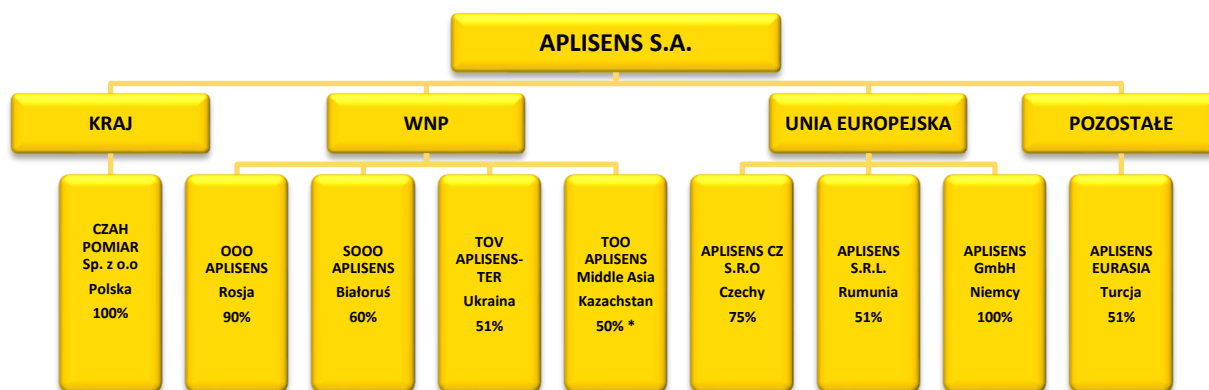 APLISENS S.A.
KRAJ
WNP
UNIA EUROPEJSKA
POZOSTAŁE
CZAH
POMIAR
Sp. z o.o
Polska
100%
OOO
APLISENS
Rosja
90%
SOOO
APLISENS
Białoruś
60%
TOV
APLISENS-
TER
Ukraina
51%
TOO
APLISENS
Middle Asia
Kazachstan
50% *
APLISENS CZ
S.R.O
Czechy
75%
APLISENS
S.R.L.
Rumunia
51%
APLISENS
GmbH
Niemcy
100%
APLISENS
EURASIA
Turcja
51%